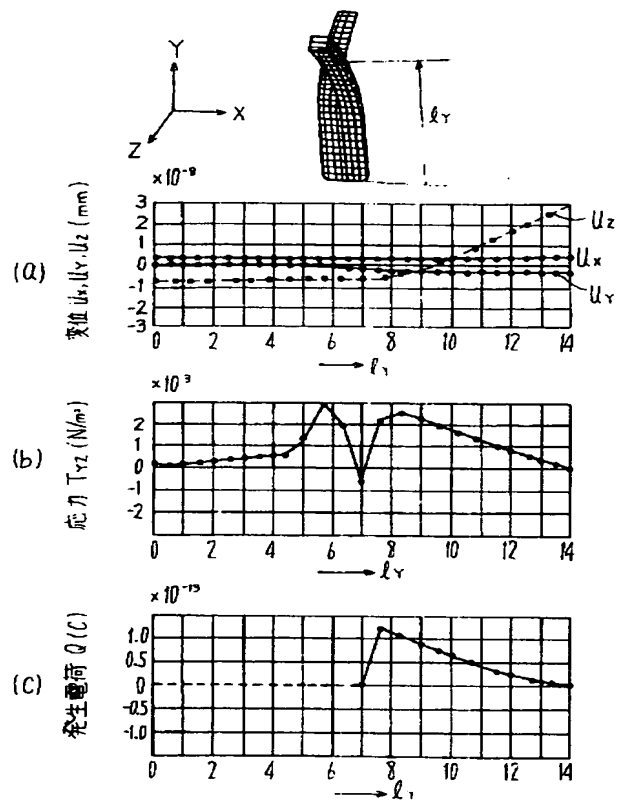 Y
X
Z
ℓY
×10⁻⁸
(a)
変位 Ux,UY,UZ (mm)
3
2
1
0
-1
-2
-3
UZ
UX
UY
0 2 4 6 8 10 12 14
→ ℓY
×10³
(b)
応力 TYZ (N/m²)
2
1
0
-1
-2
0 2 4 6 8 10 12 14
→ ℓY
(c)
発生電荷 Q (C)
1.0
0.5
0
-0.5
-1.0
0 2 4 6 8 10 12 14
→ ℓY